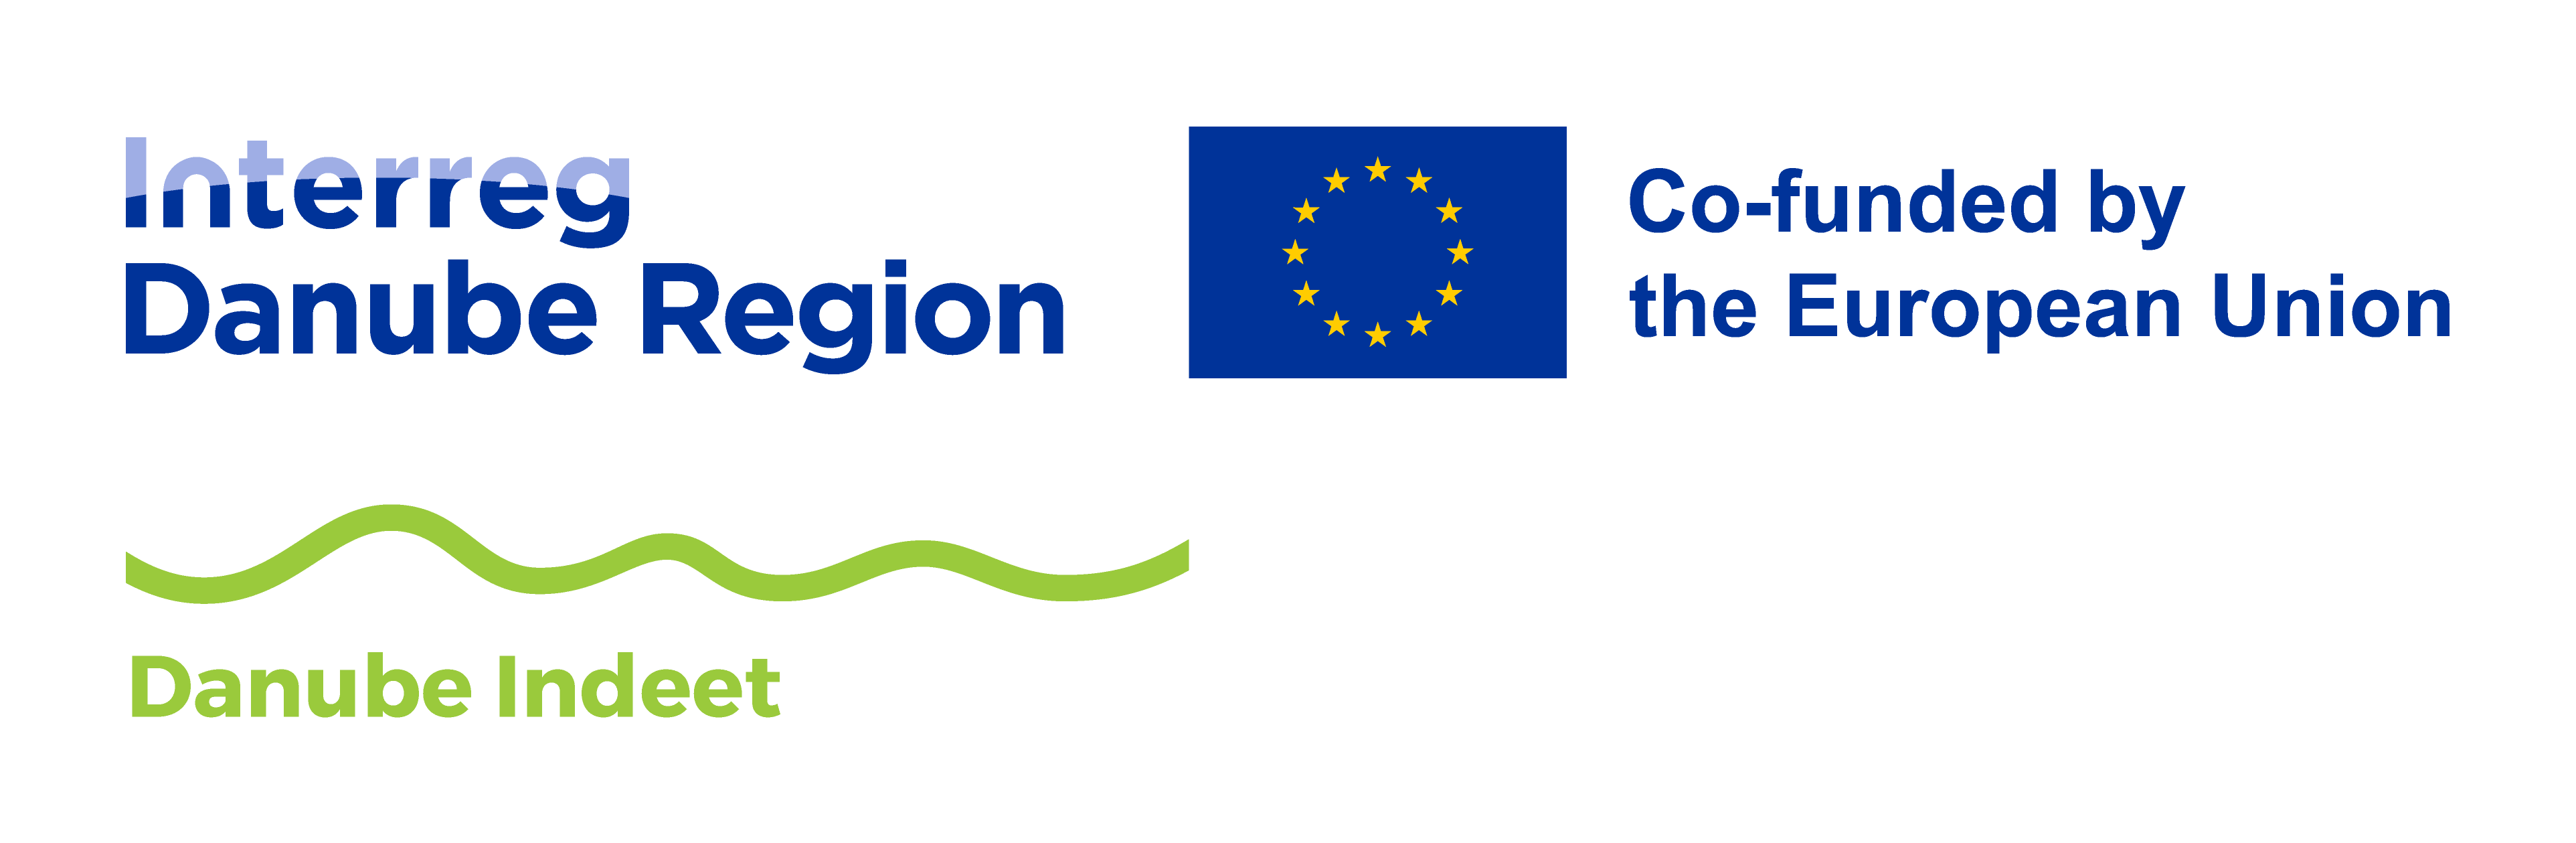 Interreg
Danube Region
Co-funded by
the European Union
Danube Indeet